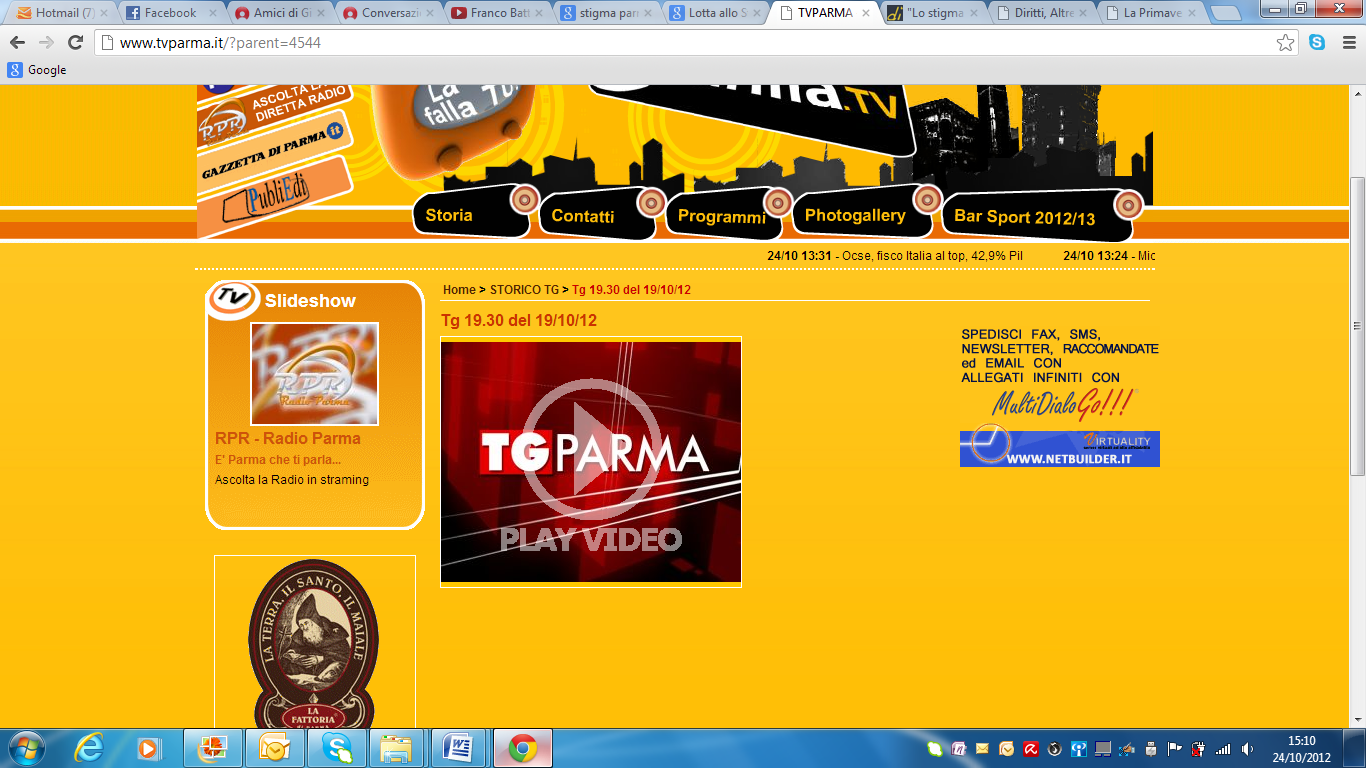 Hotmail (7)
Facebook
Amici di Gi
Conversazi
Franco Batt
stigma parr
Lotta allo S
TVPARMA
"Lo stigma
Diritti, Altre
La Primave
www.tvparma.it/?parent=4544
Google
ASCOLTA LA
DIRETTA RADIO
RPR
GAZZETTA DI PARMA it
PubliEdi
La
falla
.TV
Storia
Contatti
Programmi
Photogallery
Bar Sport 2012/13
24/10 13:31 - Ocse, fisco Italia al top, 42,9% Pil
24/10 13:24 - Mic
TV Slideshow
RPR
Radio Parma
RPR - Radio Parma
E' Parma che ti parla...
Ascolta la Radio in straming
LA TERRA, IL SANTO, IL MAIALE
LA
FATTORIA
Home > STORICO TG > Tg 19.30 del 19/10/12
Tg 19.30 del 19/10/12
TGPARMA
PLAY VIDEO
SPEDISCI FAX, SMS,
NEWSLETTER, RACCOMANDATE
ed EMAIL CON
ALLEGATI INFINITI CON
MultiDialoGo!!!
VIRTUALITY
WWW.NETBUILDER.IT
15:10
24/10/2012